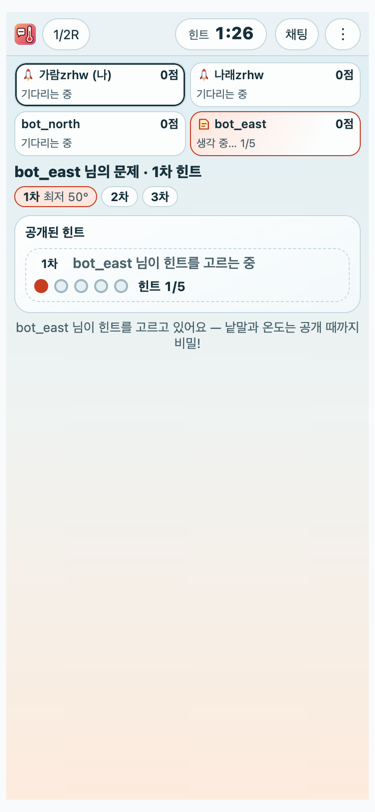 1/2R
힌트 1:26
채팅
가람zrhw (나) 0점
기다리는 중
나래zrhw 0점
기다리는 중
bot_north 0점
기다리는 중
bot_east 0점
생각 중... 1/5
bot_east 님의 문제 · 1차 힌트
1차 최저 50°
2차
3차
공개된 힌트
1차 bot_east 님이 힌트를 고르는 중
힌트 1/5
bot_east 님이 힌트를 고르고 있어요 — 낱말과 온도는 공개 때까지
비밀!